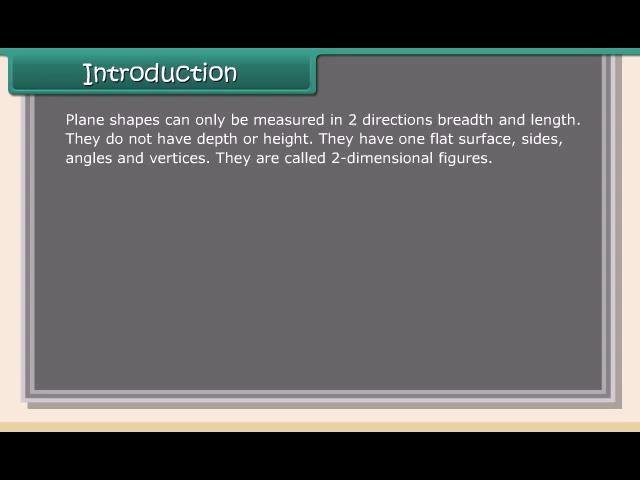 Introduction
Plane shapes can only be measured in 2 directions breadth and length.
They do not have depth or height. They have one flat surface, sides,
angles and vertices. They are called 2-dimensional figures.